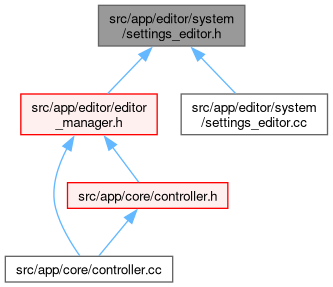 src/app/editor/system
/settings_editor.h
src/app/editor/editor
_manager.h
src/app/editor/system
/settings_editor.cc
src/app/core/controller.h
src/app/core/controller.cc